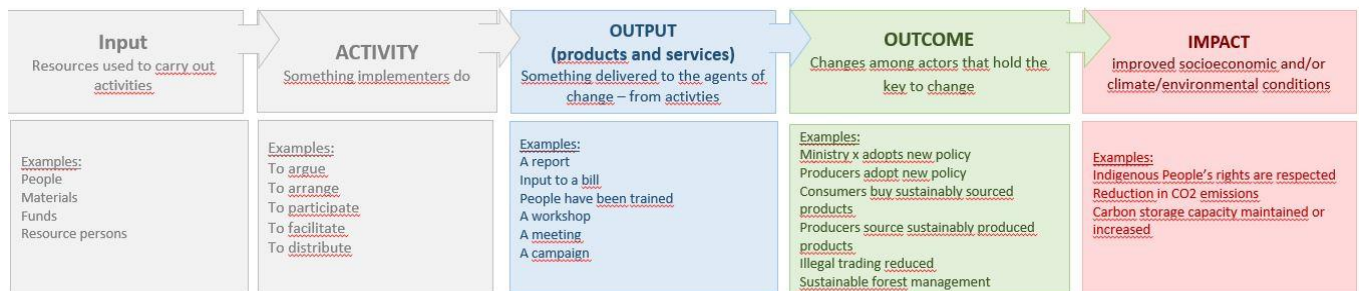 Input
Resources used to carry out
activities
ACTIVITY
Something implementers do
OUTPUT
(products and services)
Something delivered to the agents of
change – from activties
OUTCOME
Changes among actors that hold the
key to change
IMPACT
improved socioeconomic and/or
climate/environmental conditions
Examples:
People
Materials
Funds
Resource persons
Examples:
To argue
To arrange
To participate
To facilitate
To distribute
Examples:
A report
Input to a bill
People have been trained
A workshop
A meeting
A campaign
Examples:
Ministry x adopts new policy
Producers adopt new policy
Consumers buy sustainably sourced
products
Producers source sustainably produced
products
Illegal trading reduced
Sustainable forest management
Examples:
Indigenous People's rights are respected
Reduction in CO2 emissions
Carbon storage capacity maintained or
increased